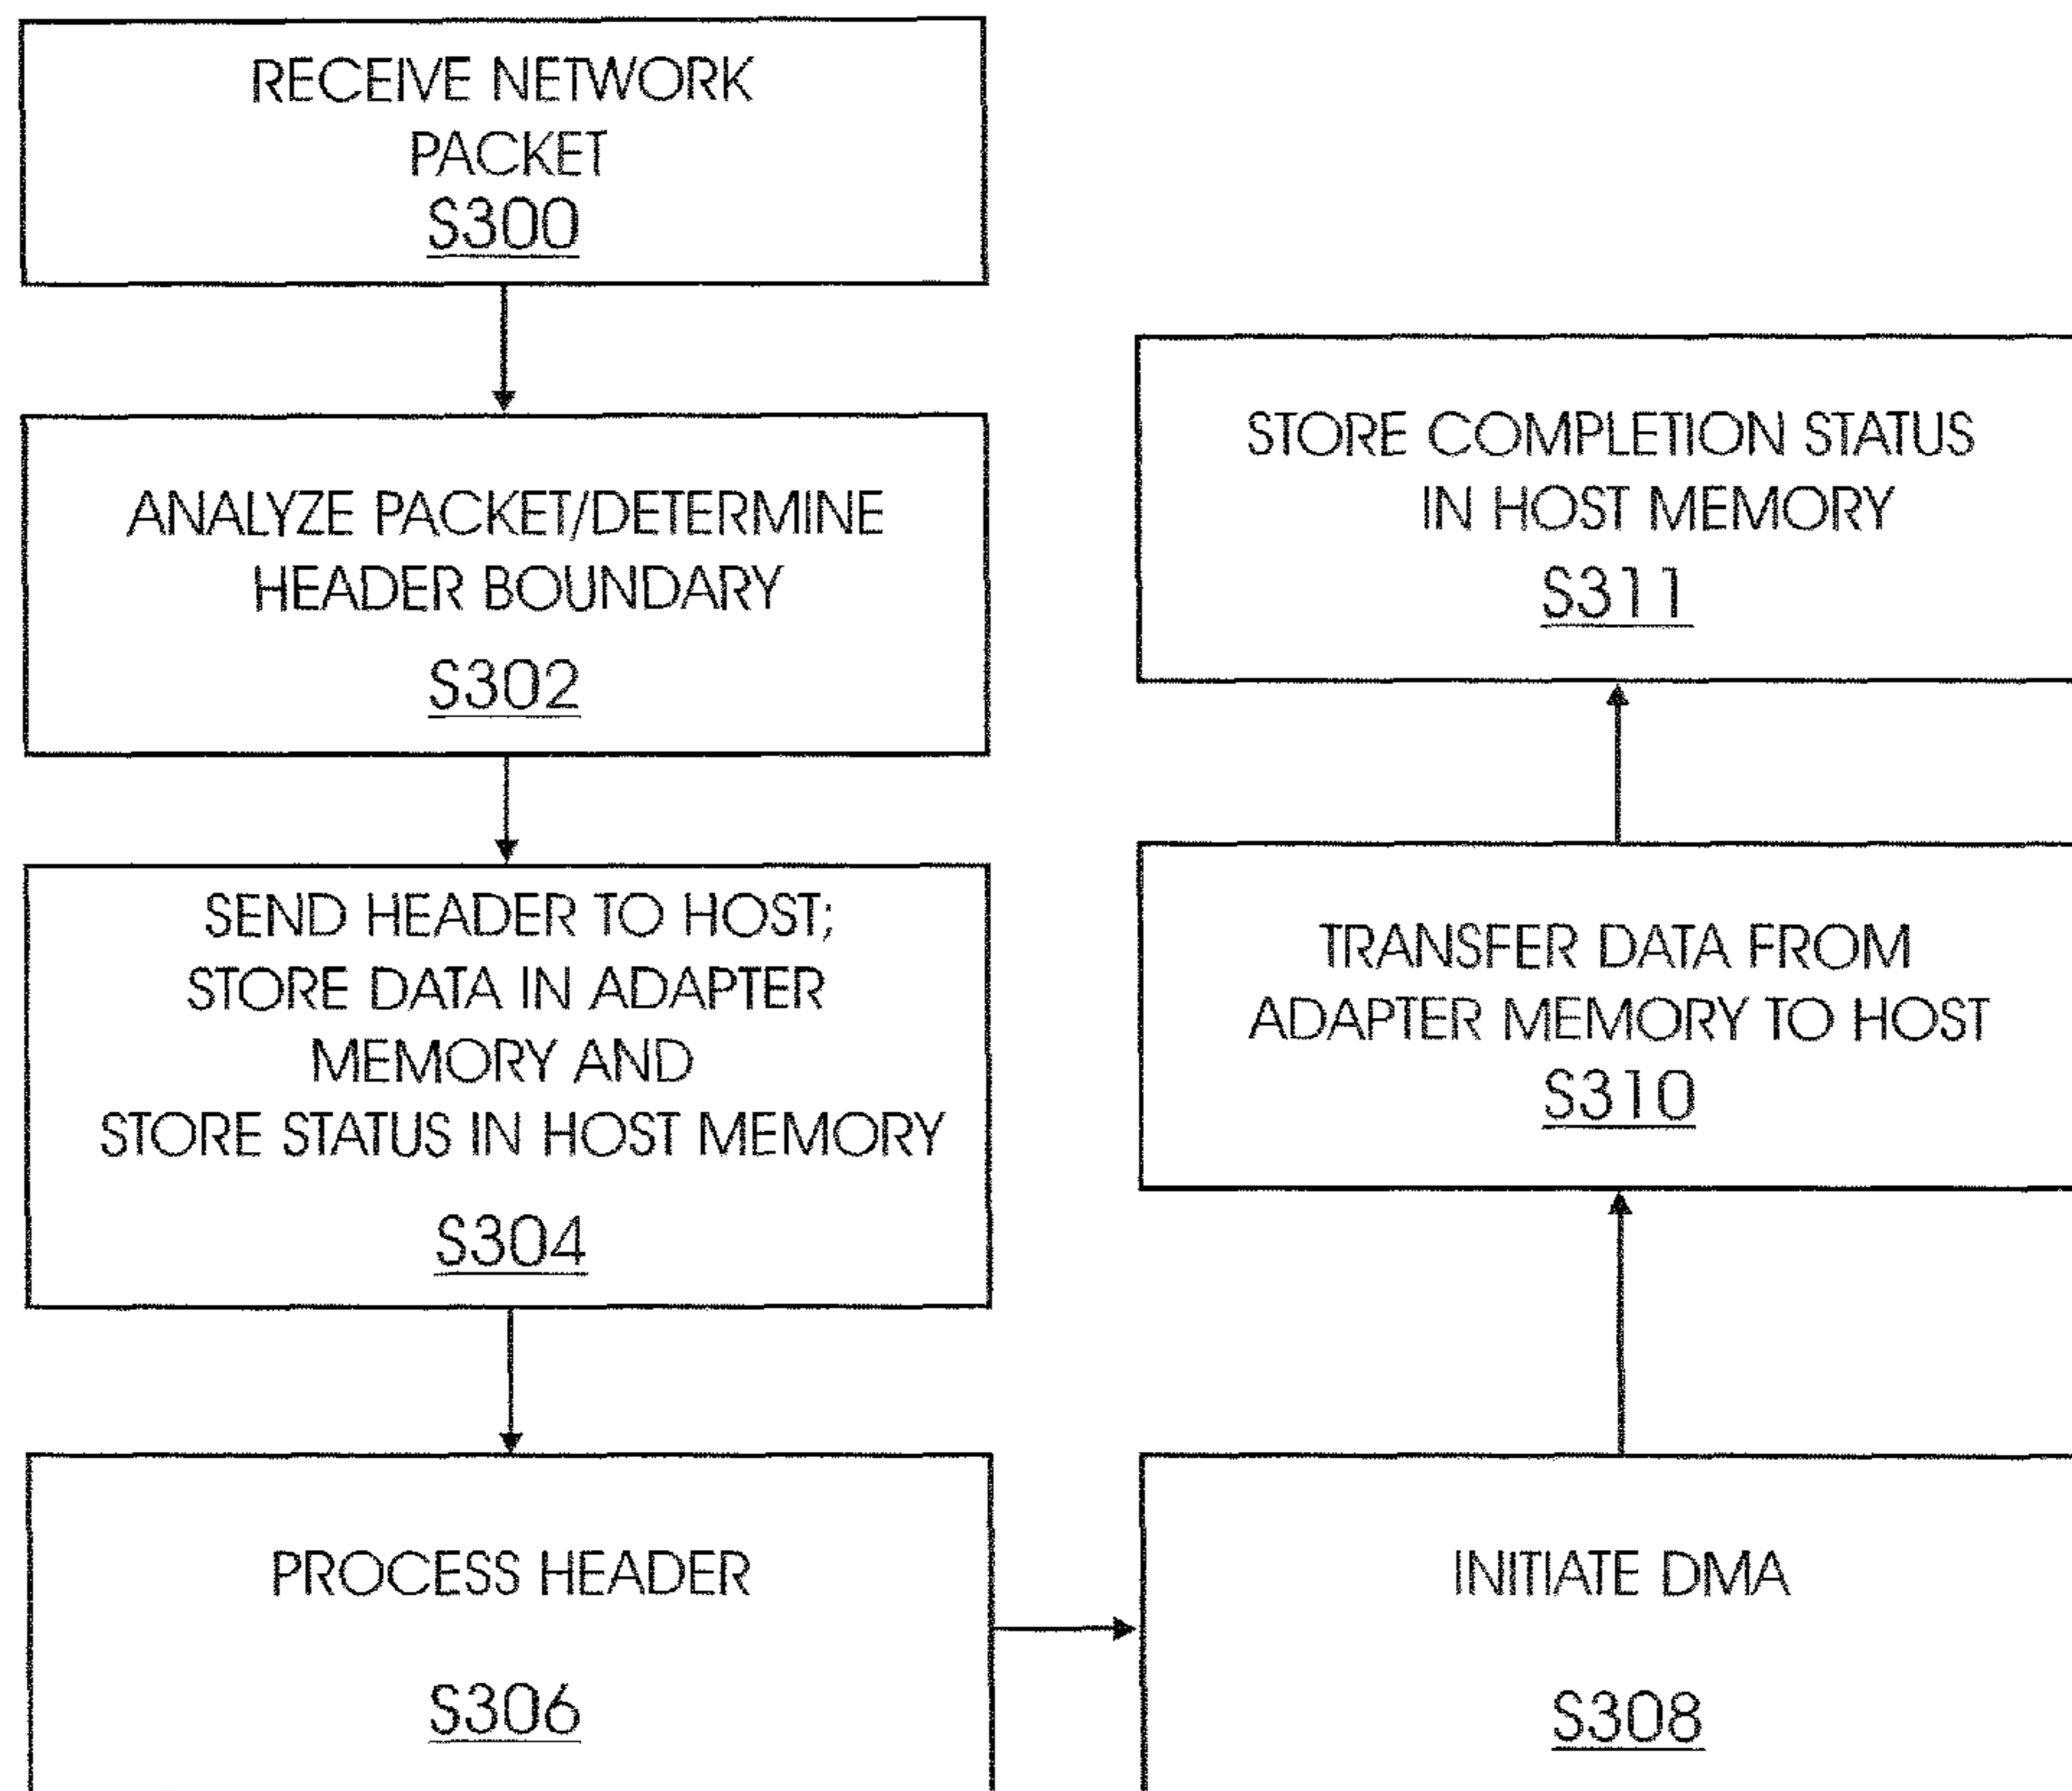 RECEIVE NETWORK
PACKET
S300
ANALYZE PACKET/DETERMINE
HEADER BOUNDARY
S302
SEND HEADER TO HOST;
STORE DATA IN ADAPTER
MEMORY AND
STORE STATUS IN HOST MEMORY
S304
PROCESS HEADER
S306
INITIATE DMA
S308
TRANSFER DATA FROM
ADAPTER MEMORY TO HOST
S310
STORE COMPLETION STATUS
IN HOST MEMORY
S311